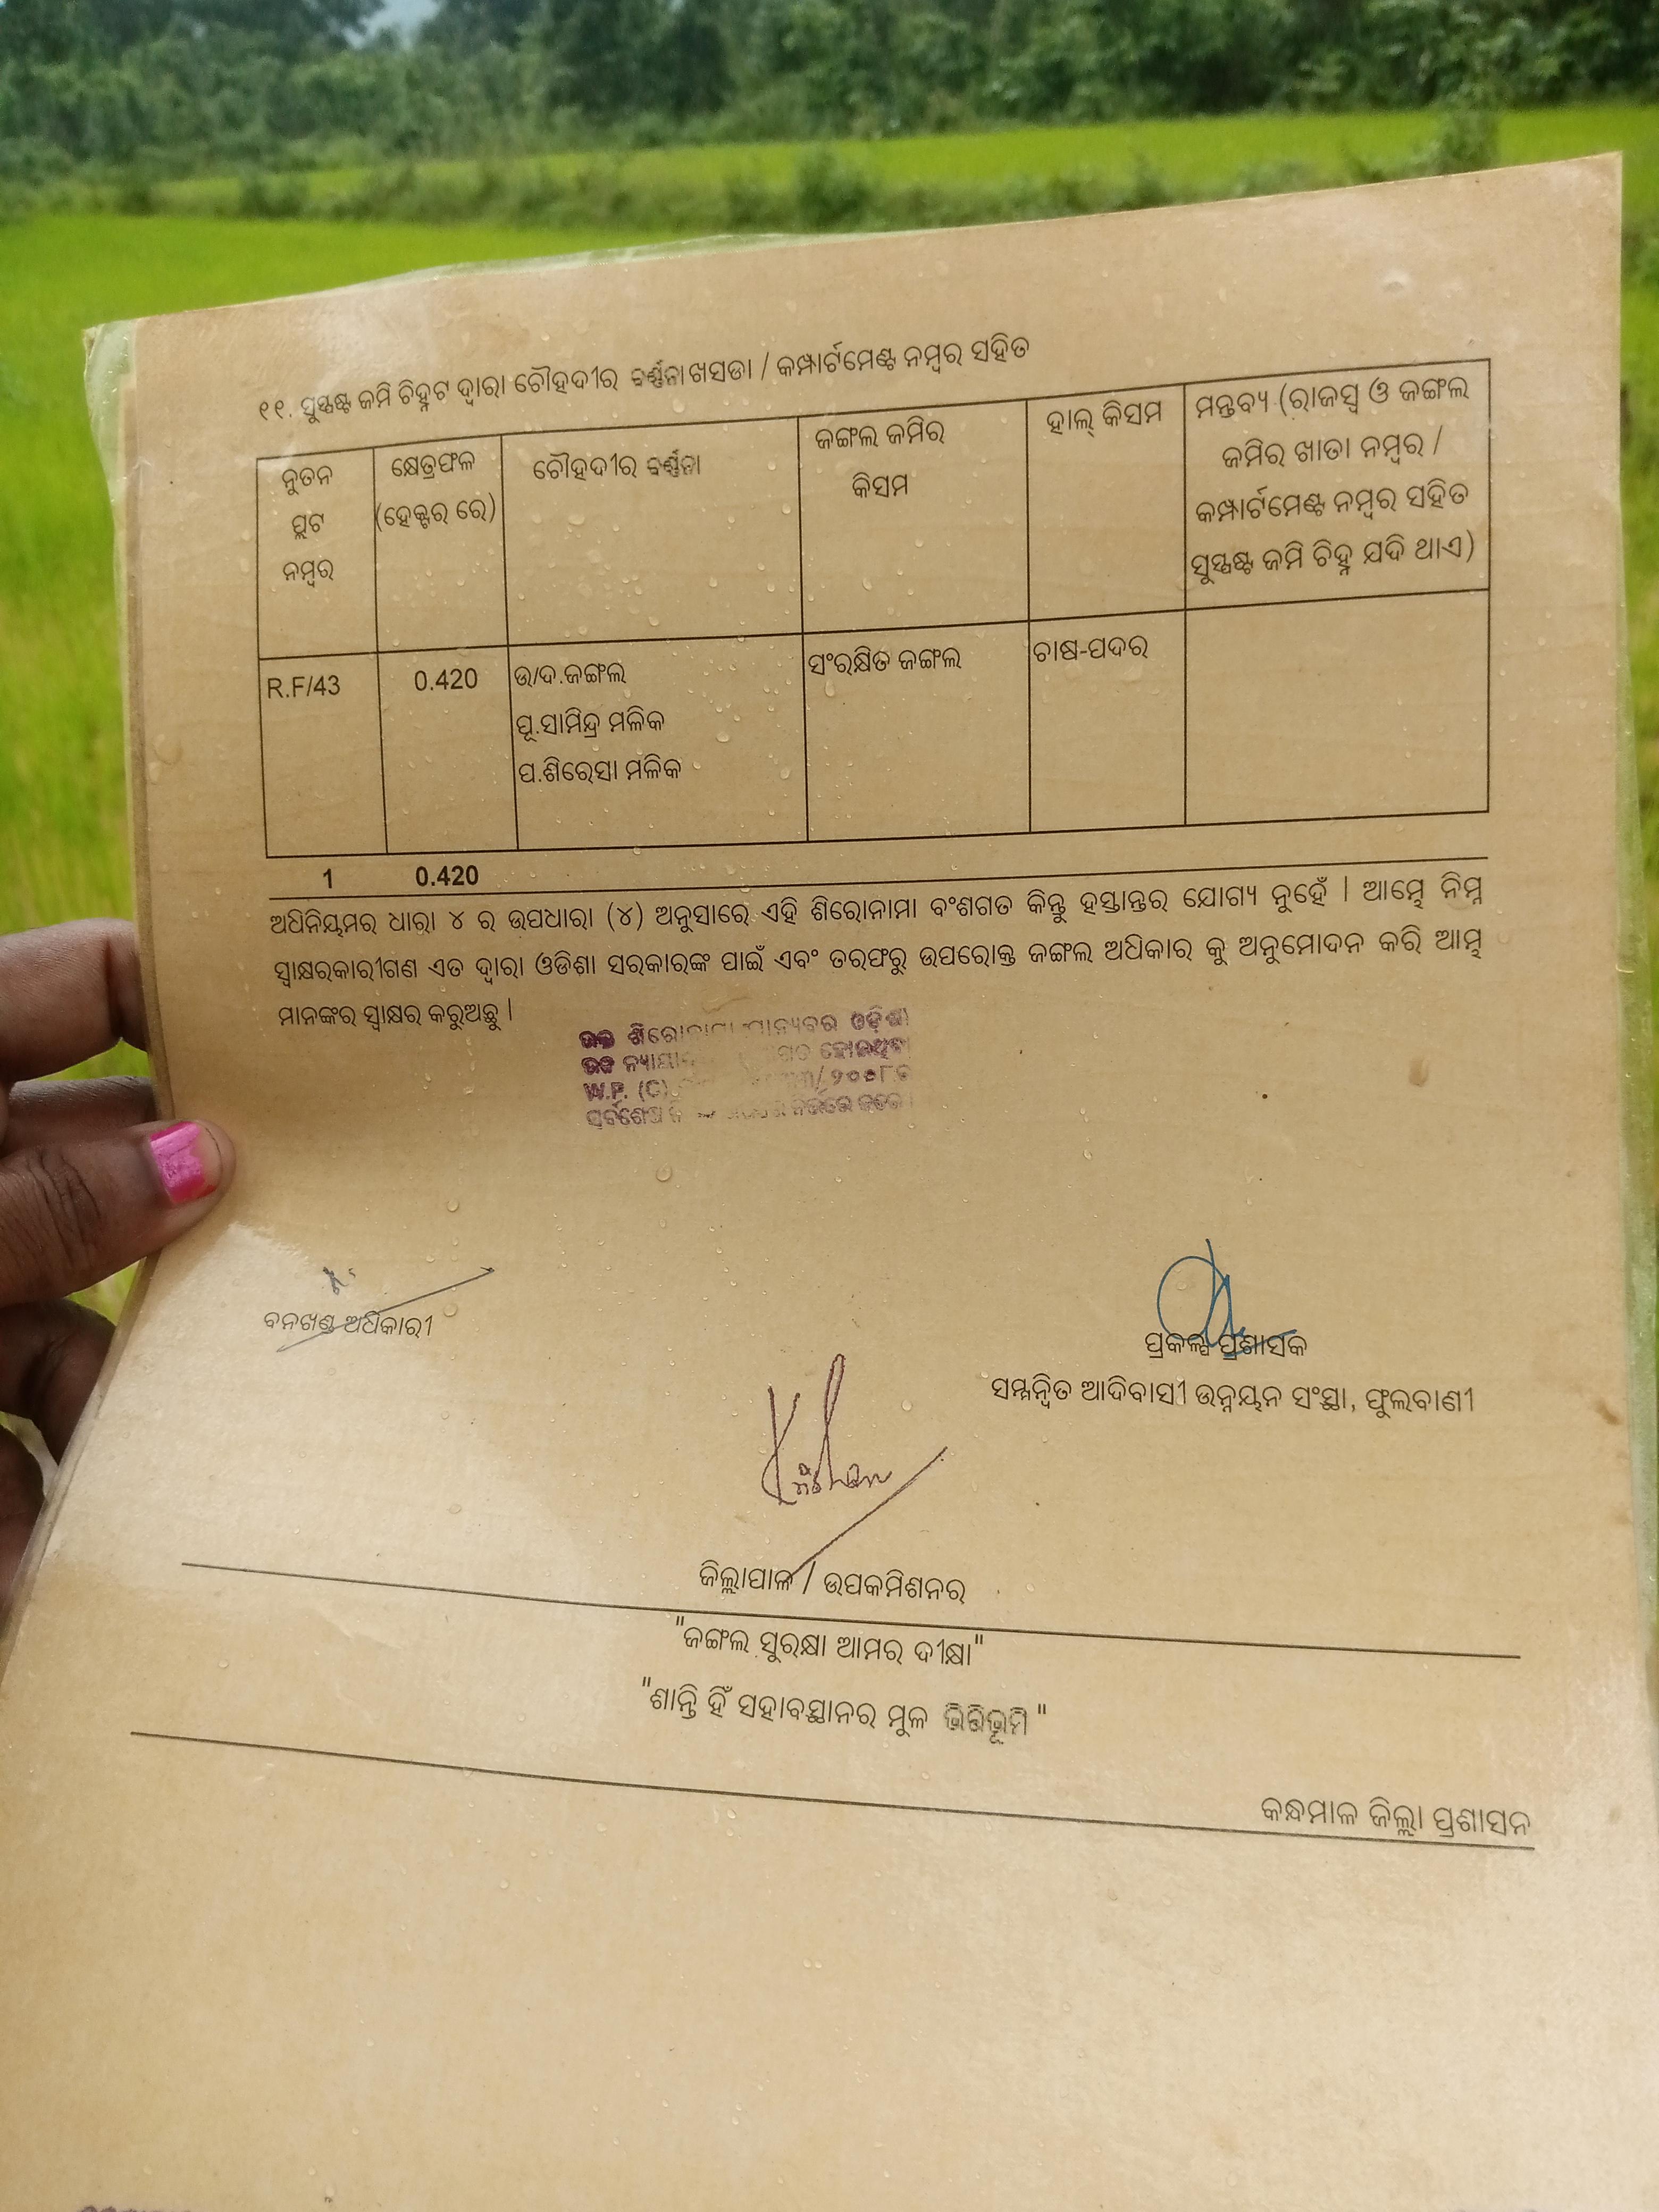 ୧୧. ସୁସ୍ପଷ୍ଟ ଜମି ଚିହ୍ନଟ ଦ୍ୱାରା ଚୌହଦୀର ବର୍ଣ୍ଣନା ଖସଡା / କମ୍ପାର୍ଟମେଣ୍ଟ ନମ୍ବର ସହିତ
ନୁତନ ପ୍ଲଟ ନମ୍ବର
କ୍ଷେତ୍ରଫଳ (ହେକ୍ଟର ରେ)
ଚୌହଦୀର ବର୍ଣ୍ଣନା
ଜଙ୍ଗଲ ଜମିର କିସମ
ହାଲ୍ କିସମ
ମନ୍ତବ୍ୟ (ରାଜସ୍ୱ ଓ ଜଙ୍ଗଲ
ଜମିର ଖାତା ନମ୍ବର /
କମ୍ପାର୍ଟମେଣ୍ଟ ନମ୍ବର ସହିତ
ସୁସ୍ପଷ୍ଟ ଜମି ଚିହ୍ନ ଯଦି ଥାଏ)
R.F/43
0.420
ଉ/ଦ.ଜଙ୍ଗଲ
ପୂ.ସାମିନ୍ଦ୍ର ମଳିକ
ପ.ଶିରେସା ମଳିକ
ସଂରକ୍ଷିତ ଜଙ୍ଗଲ
ଚାଷ-ପଦର
1 0.420
ଅଧିନିୟମର ଧାରା ୪ ର ଉପଧାରା (୪) ଅନୁସାରେ ଏହି ଶିରୋନାମା ବଂଶଗତ କିନ୍ତୁ ହସ୍ତାନ୍ତର ଯୋଗ୍ୟ ନୁହେଁ | ଆମ୍ଭେ ନିମ୍ନ
ସ୍ୱାକ୍ଷରକାରୀଗଣ ଏତ ଦ୍ୱାରା ଓଡିଶା ସରକାରଙ୍କ ପାଇଁ ଏବଂ ତରଫରୁ ଉପରୋକ୍ତ ଜଙ୍ଗଲ ଅଧିକାର କୁ ଅନୁମୋଦନ କରି ଆମ୍ଭ
ମାନଙ୍କର ସ୍ୱାକ୍ଷର କରୁଅଛୁ |
ଓଡ଼ିଶା
W.P. (C)
ବନଖଣ୍ଡ ଅଧିକାରୀ
ପ୍ରକଳ୍ପ ପ୍ରଶାସକ
ସମ୍ମନ୍ୱିତ ଆଦିବାସୀ ଉନ୍ନୟନ ସଂସ୍ଥା, ଫୁଲବାଣୀ
ଜିଲ୍ଲାପାଳ / ଉପକମିଶନର
"ଜଙ୍ଗଲ ସୁରକ୍ଷା ଆମର ଦୀକ୍ଷା"
"ଶାନ୍ତି ହିଁ ସହାବସ୍ଥାନର ମୁଳ ଭିତ୍ତିଭୂମି "
କନ୍ଧମାଳ ଜିଲ୍ଲା ପ୍ରଶାସନ